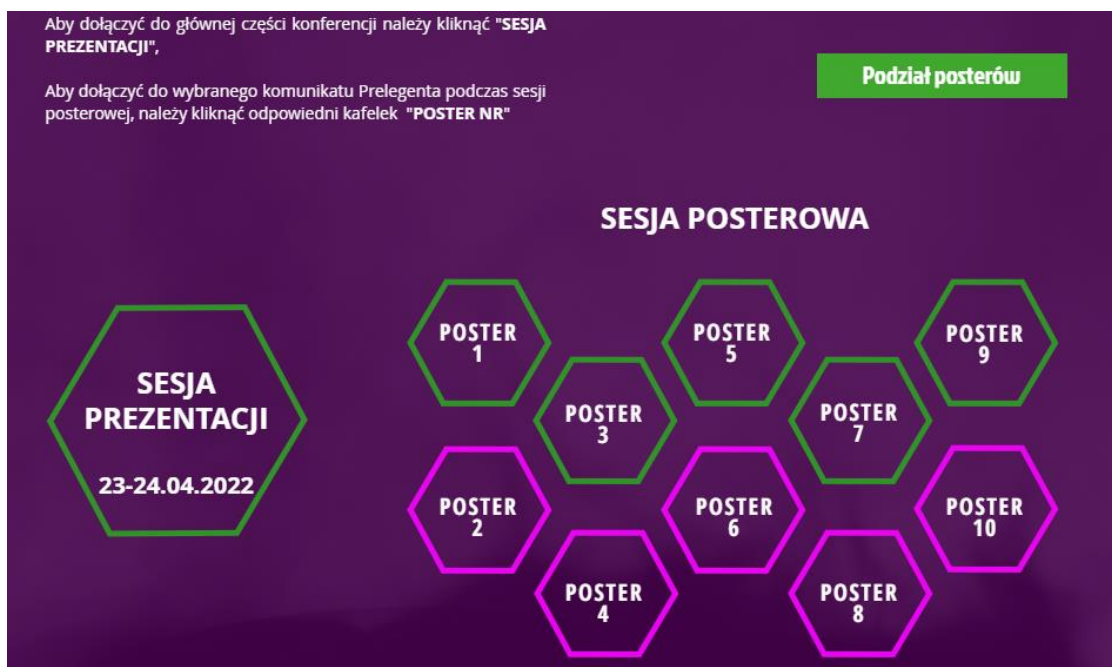 Aby dołączyć do głównej części konferencji należy kliknąć "SESJA
PREZENTACJI",
Aby dołączyć do wybranego komunikatu Prelegenta podczas sesji
posterowej, należy kliknąć odpowiedni kafelek "POSTER NR"
Podział posterów
SESJA POSTEROWA
SESJA
PREZENTACJI
23-24.04.2022
POSTER
1
POSTER
5
POSTER
9
POSTER
3
POSTER
7
POSTER
2
POSTER
6
POSTER
10
POSTER
4
POSTER
8